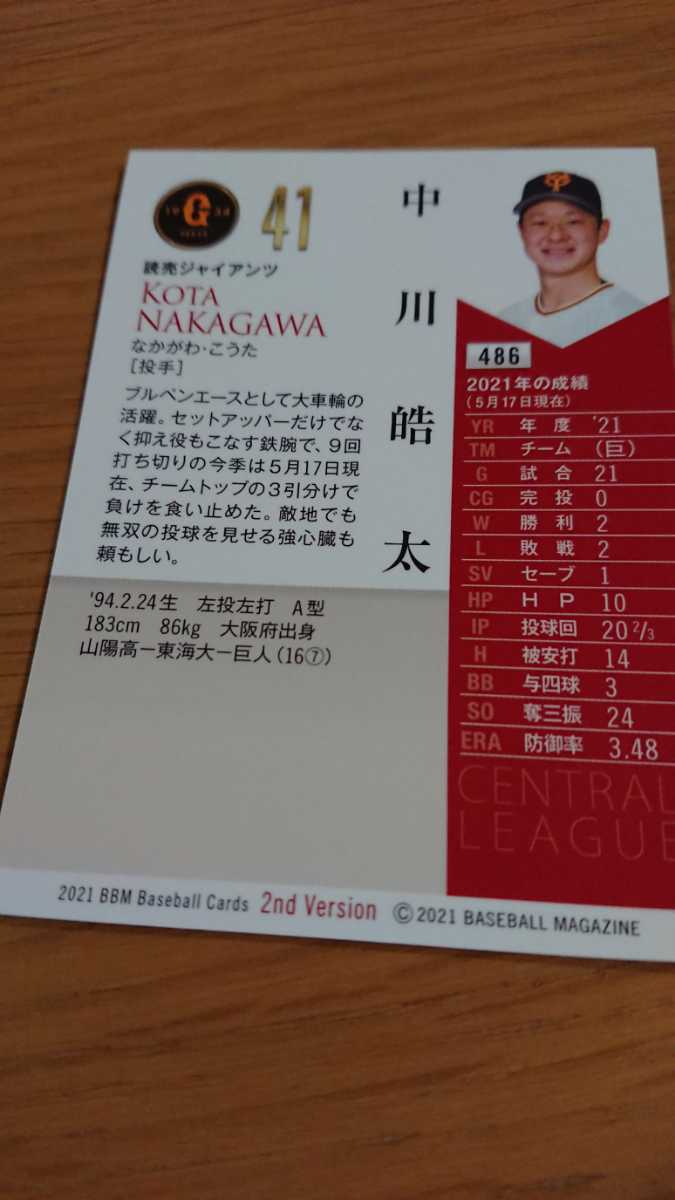 19 G 34
41
読売ジャイアンツ
KOTA
NAKAGAWA
なかがわ・こうた
[投手]
ブルペンエースとして大車輪の
活躍。セットアッパーだけでな
く抑え役もこなす鉄腕で、9回
打ち切りの今季は5月17日現
在、チームトップの3引分けで
負けを食い止めた。敵地でも
無双の投球を見せる強心臓も
頼もしい。
'94.2.24生 左投左打 A型
183cm 86kg 大阪府出身
山陽高ー東海大ー巨人(16⑦)
中川皓太
486
2021年の成績
(5月17日現在)
YR 年度 '21
TM チーム (巨)
G 試合 21
CG 完投 0
W 勝利 2
L 敗戦 2
SV セーブ 1
HP HP 10
IP 投球回 20 2/3
H 被安打 14
BB 与四球 3
SO 奪三振 24
ERA 防御率 3.48
CENTRAL
LEAGUE
2021 BBM Baseball Cards 2nd Version ©2021 BASEBALL MAGAZINE